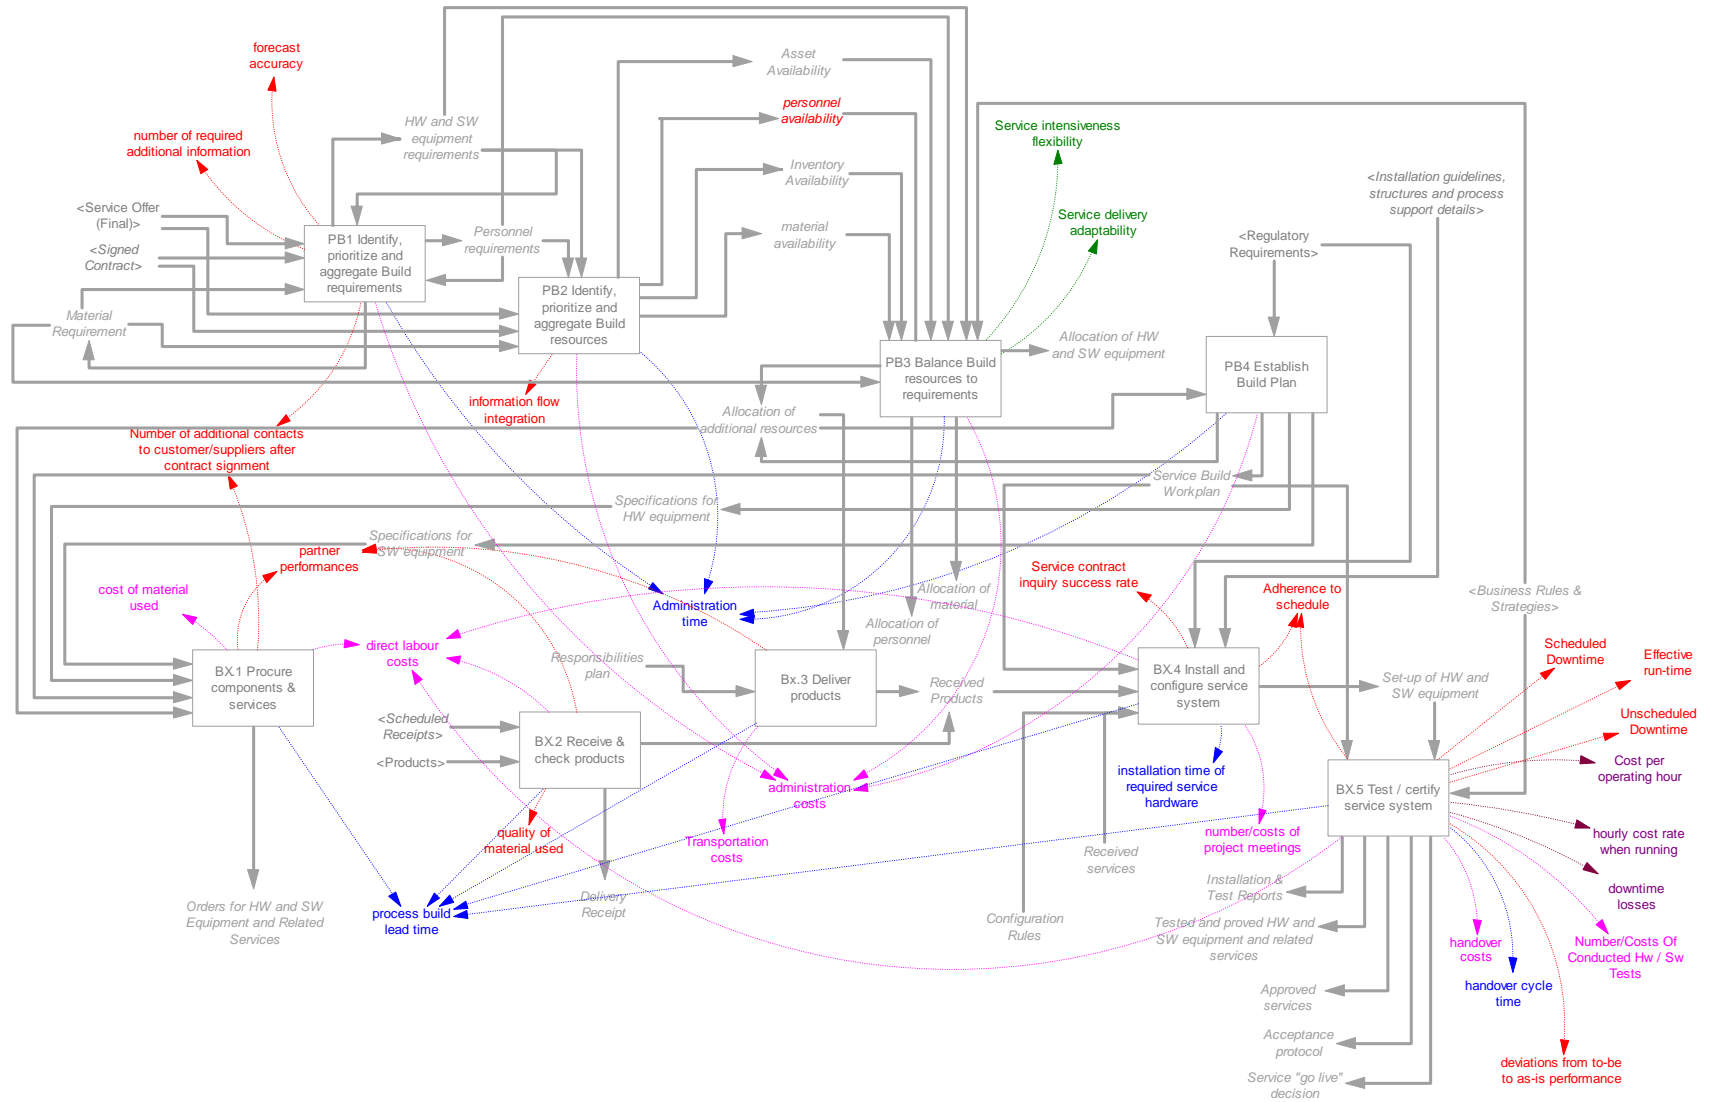 forecast
accuracy
number of required
additional information
HW and SW
equipment
requirements
Asset
Availability
personnel
availability
Inventory
Availability
material
availability
Service intensiveness
flexibility
Service delivery
adaptability
<Installation guidelines,
structures and process
support details>
<Service Offer
(Final)>
<Signed
Contract>
PB1 Identify,
prioritize and
aggregate Build
requirements
Personnel
requirements
<Regulatory
Requirements>
Material
Requirement
PB2 Identify,
prioritize and
aggregate Build
resources
PB3 Balance Build
resources to
requirements
Allocation of HW
and SW equipment
PB4 Establish
Build Plan
information flow
integration
Allocation of
additional resources
Number of additional contacts
to customer/suppliers after
contract signment
Service Build
Workplan
Specifications for
HW equipment
Specifications for
SW equipment
partner
performances
cost of material
used
Administration
time
Allocation of
material
Allocation of
personnel
Service contract
inquiry success rate
Adherence to
schedule
<Business Rules &
Strategies>
direct labour
costs
BX.1 Procure
components &
services
Responsibilities
plan
Bx.3 Deliver
products
Received
Products
BX.4 Install and
configure service
system
Set-up of HW and
SW equipment
Scheduled
Downtime
Effective
run-time
Unscheduled
Downtime
<Scheduled
Receipts>
<Products>
BX.2 Receive &
check products
administration
costs
installation time of
required service
hardware
BX.5 Test / certify
service system
Cost per
operating hour
quality of
material used
Transportation
costs
number/costs of
project meetings
hourly cost rate
when running
Received
services
Installation &
Test Reports
downtime
losses
Orders for HW and SW
Equipment and Related
Services
process build
lead time
Delivery
Receipt
Configuration
Rules
Tested and proved HW and
SW equipment and related
services
handover
costs
Number/Costs Of
Conducted Hw / Sw
Tests
Approved
services
handover cycle
time
Acceptance
protocol
deviations from to-be
to as-is performance
Service "go live"
decision